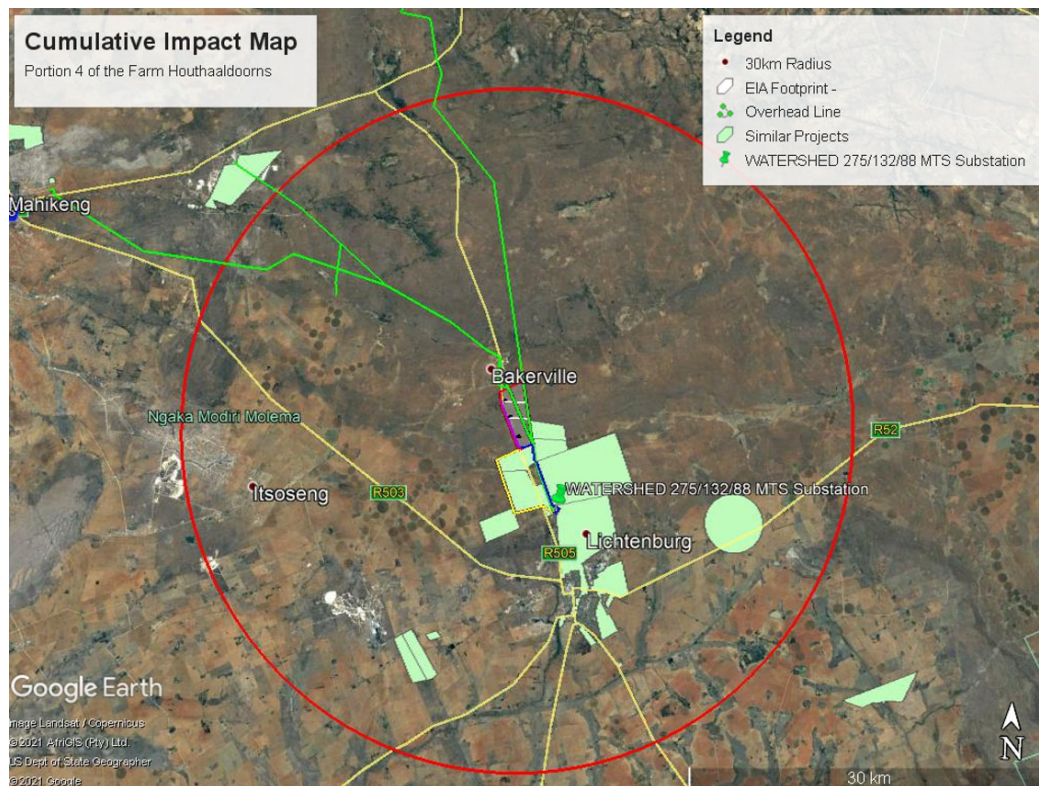 Cumulative Impact Map
Portion 4 of the Farm Houthaaldoorns
Legend
30km Radius
EIA Footprint -
Overhead Line
Similar Projects
WATERSHED 275/132/88 MTS Substation
Mahikeng
Bakerville
Ngaka Modiri Molema
R52
Itsoseng
R503
WATERSHED 275/132/88 MTS Substation
R505
Lichtenburg
Google Earth
Image Landsat / Copernicus
© 2021 AfriGIS (Pty) Ltd.
US Dept of State Geographer
© 2021 Google
N
30 km